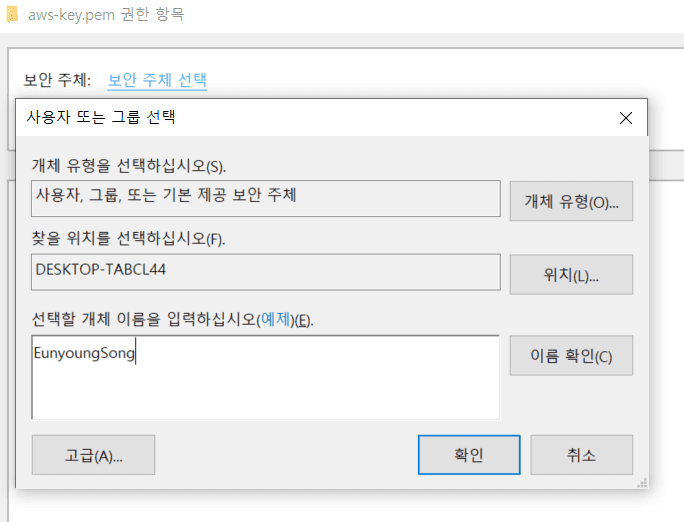 aws-key.pem 권한 항목
보안 주체: 보안 주체 선택
사용자 또는 그룹 선택
개체 유형을 선택하십시오(S).
사용자, 그룹, 또는 기본 제공 보안 주체
개체 유형(O)...
찾을 위치를 선택하십시오(F).
DESKTOP-TABCL44
위치(L)...
선택할 개체 이름을 입력하십시오(예제)(E).
EunyoungSong
이름 확인(C)
고급(A)...
확인
취소